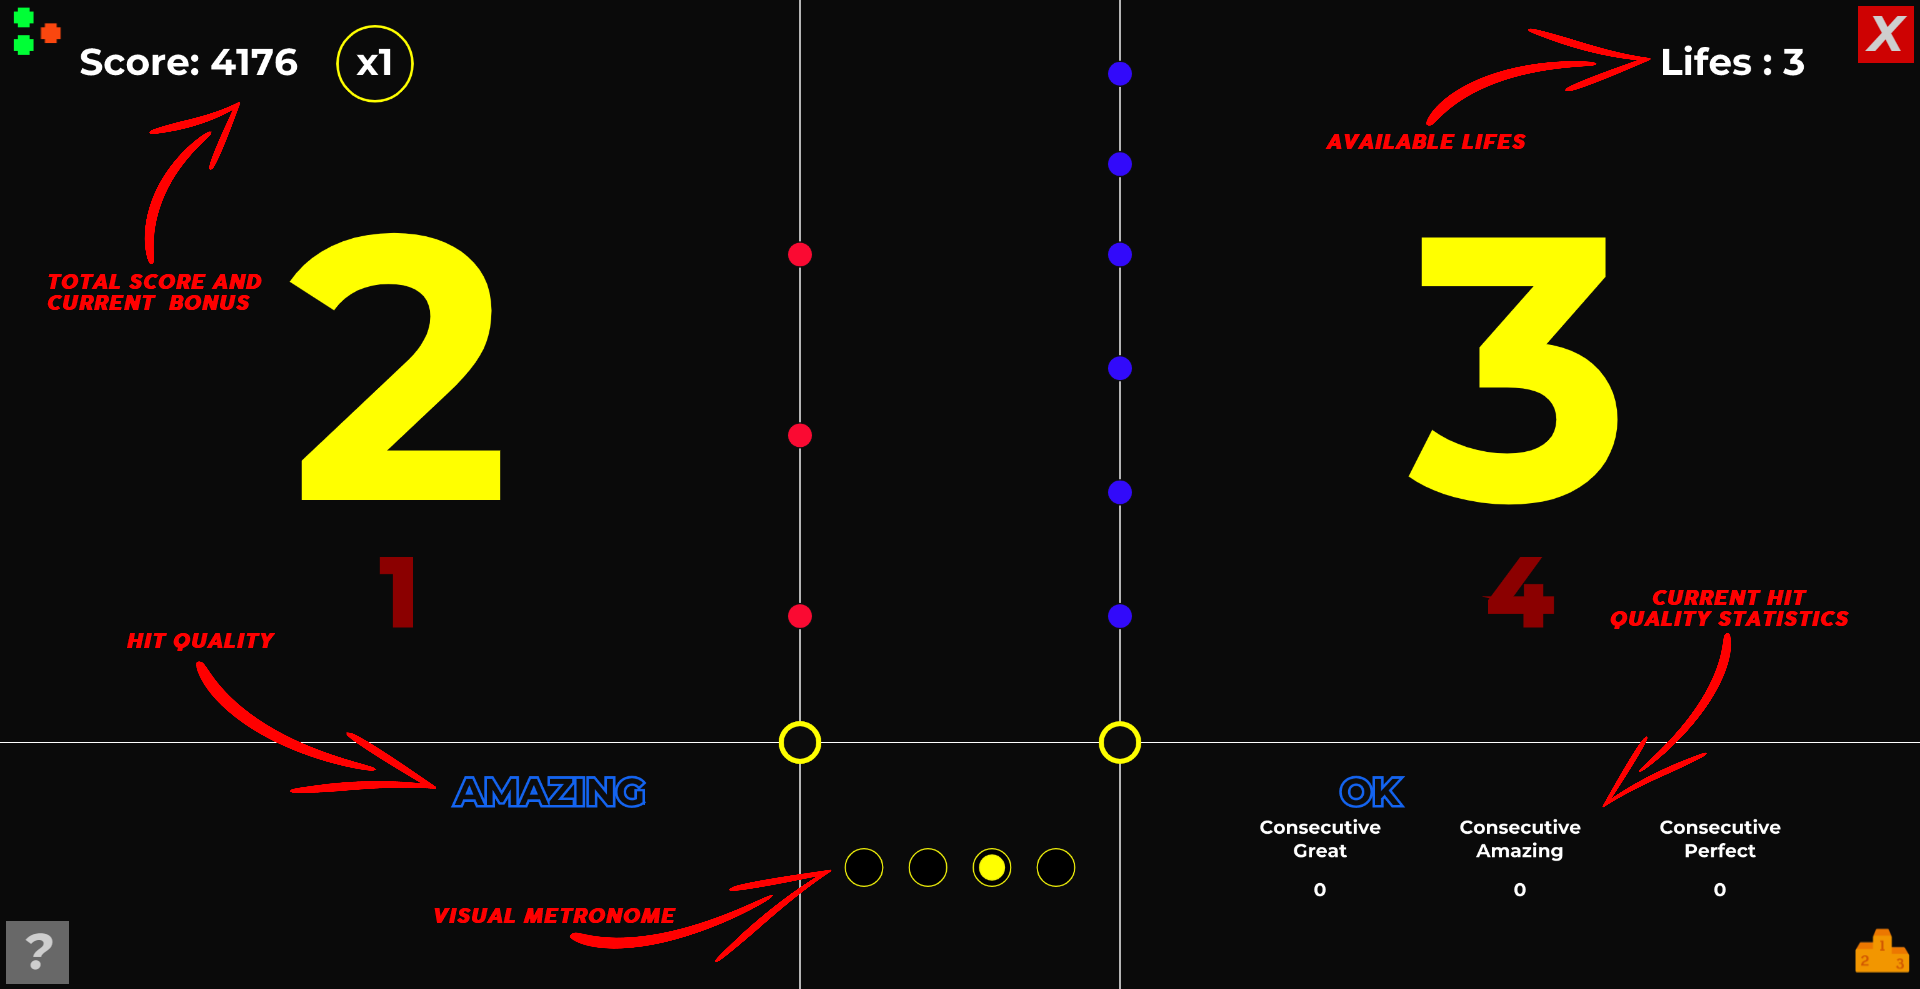 Score: 4176
x1
Lifes : 3
X
AVAILABLE LIFES
TOTAL SCORE AND
CURRENT BONUS
2
3
1
4
CURRENT HIT
QUALITY STATISTICS
HIT QUALITY
AMAZING
OK
Consecutive
Great
0
Consecutive
Amazing
0
Consecutive
Perfect
0
VISUAL METRONOME
?
1
2
3